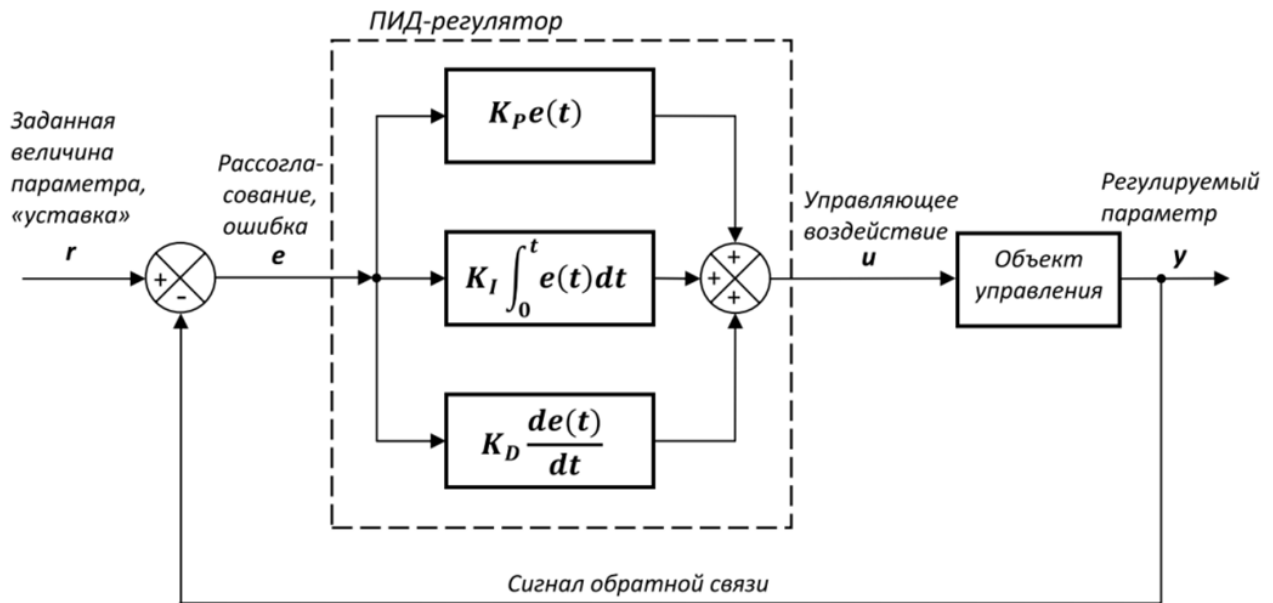 ПИД-регулятор
Заданная
величина
параметра,
«уставка»
r
Рассогла-
сование,
ошибка
e
K_P e(t)
K_I ∫_0^t e(t)dt
K_D de(t)/dt
+
-
+
+
+
Управляющее
воздействие
u
Объект
управления
Регулируемый
параметр
y
Сигнал обратной связи